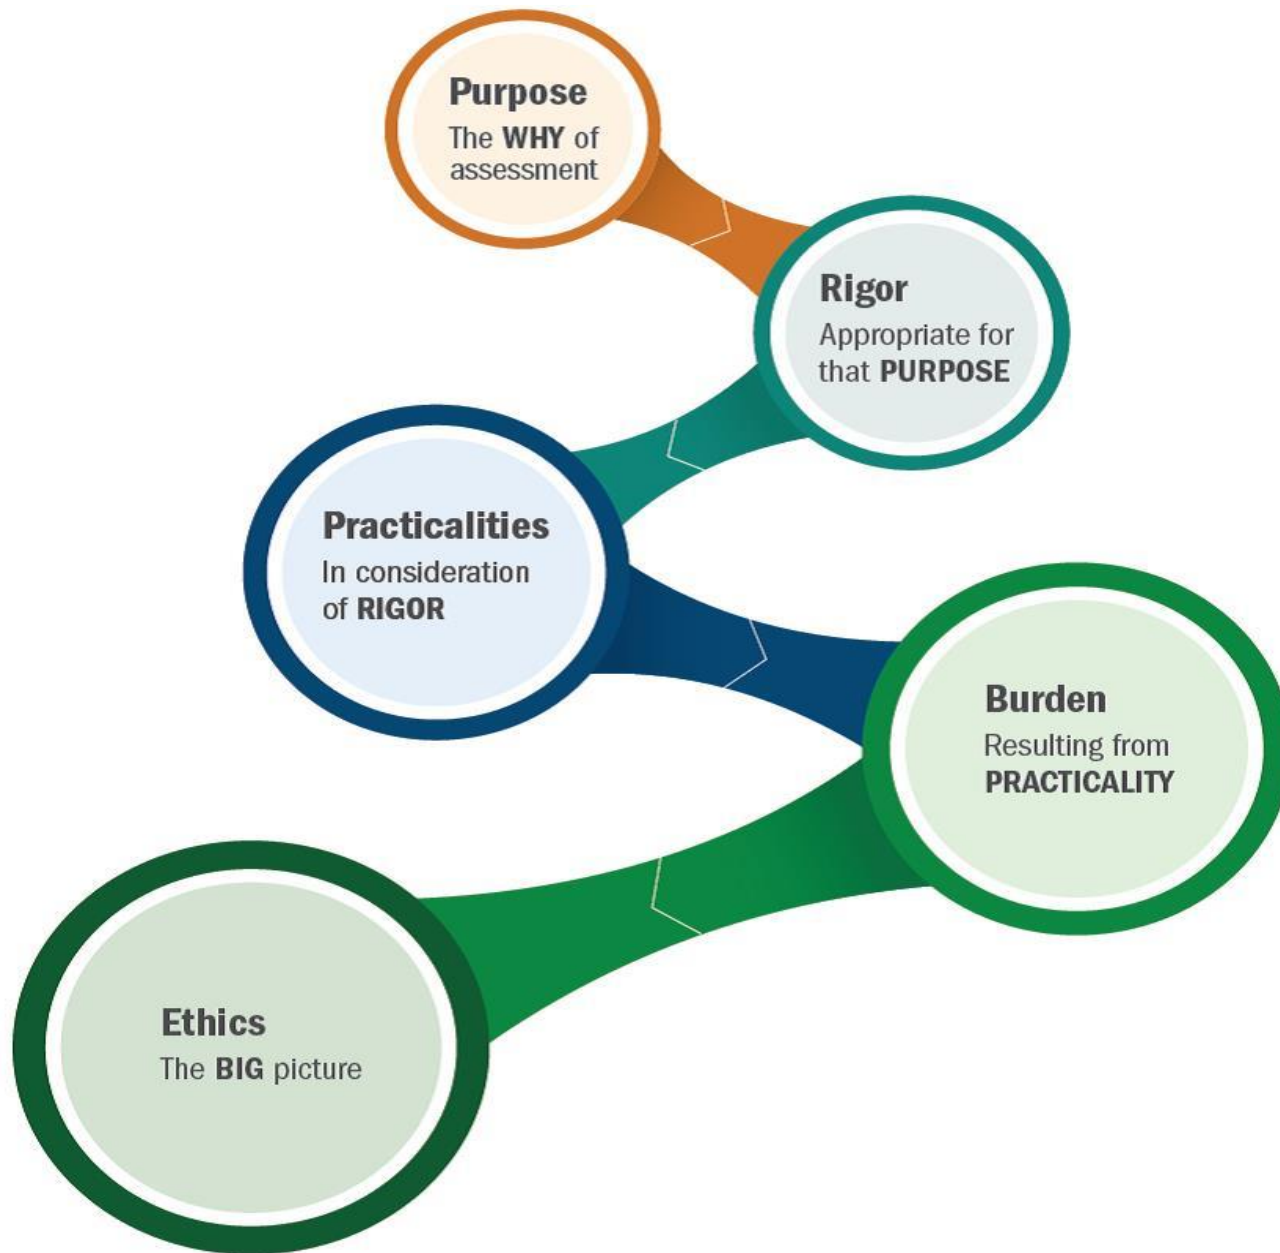 Purpose
The WHY of
assessment
Rigor
Appropriate for
that PURPOSE
Practicalities
In consideration
of RIGOR
Burden
Resulting from
PRACTICALITY
Ethics
The BIG picture